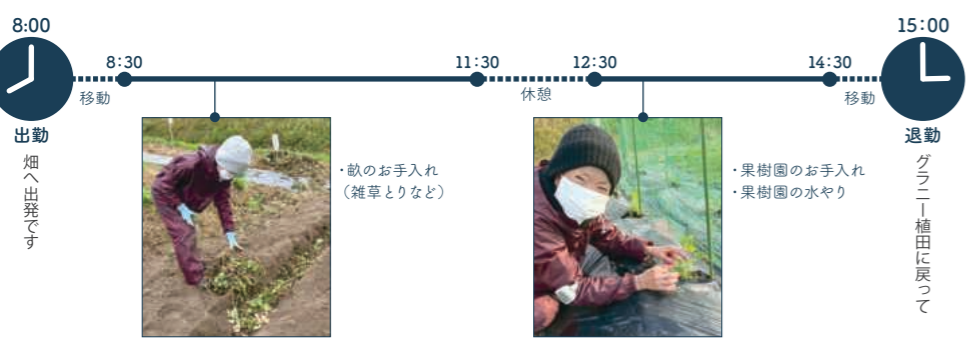 8:00
出勤
畑へ出発です
移動
8:30
・畝のお手入れ
（雑草とりなど）
11:30
休憩
12:30
・果樹園のお手入れ
・果樹園の水やり
14:30
移動
15:00
退勤
グラニー植田に戻って